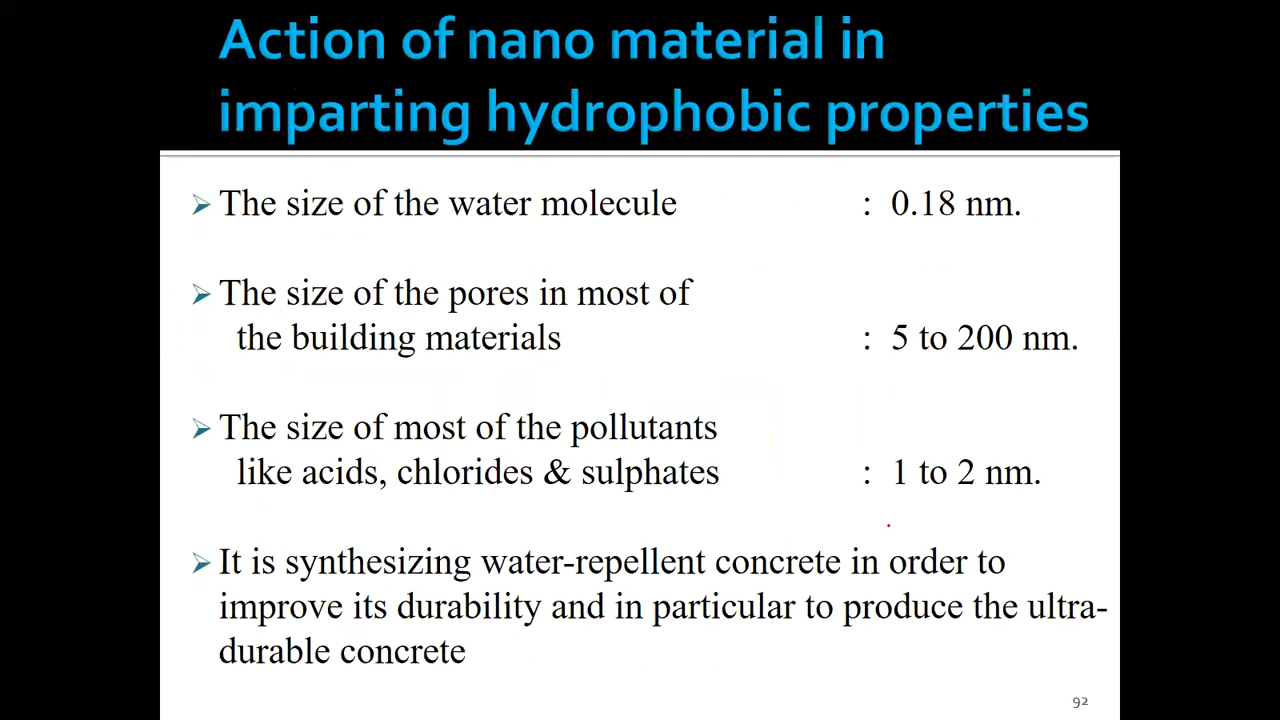 Action of nano material in
imparting hydrophobic properties
The size of the water molecule : 0.18 nm.
The size of the pores in most of
the building materials : 5 to 200 nm.
The size of most of the pollutants
like acids, chlorides & sulphates : 1 to 2 nm.
It is synthesizing water-repellent concrete in order to
improve its durability and in particular to produce the ultra-
durable concrete
92